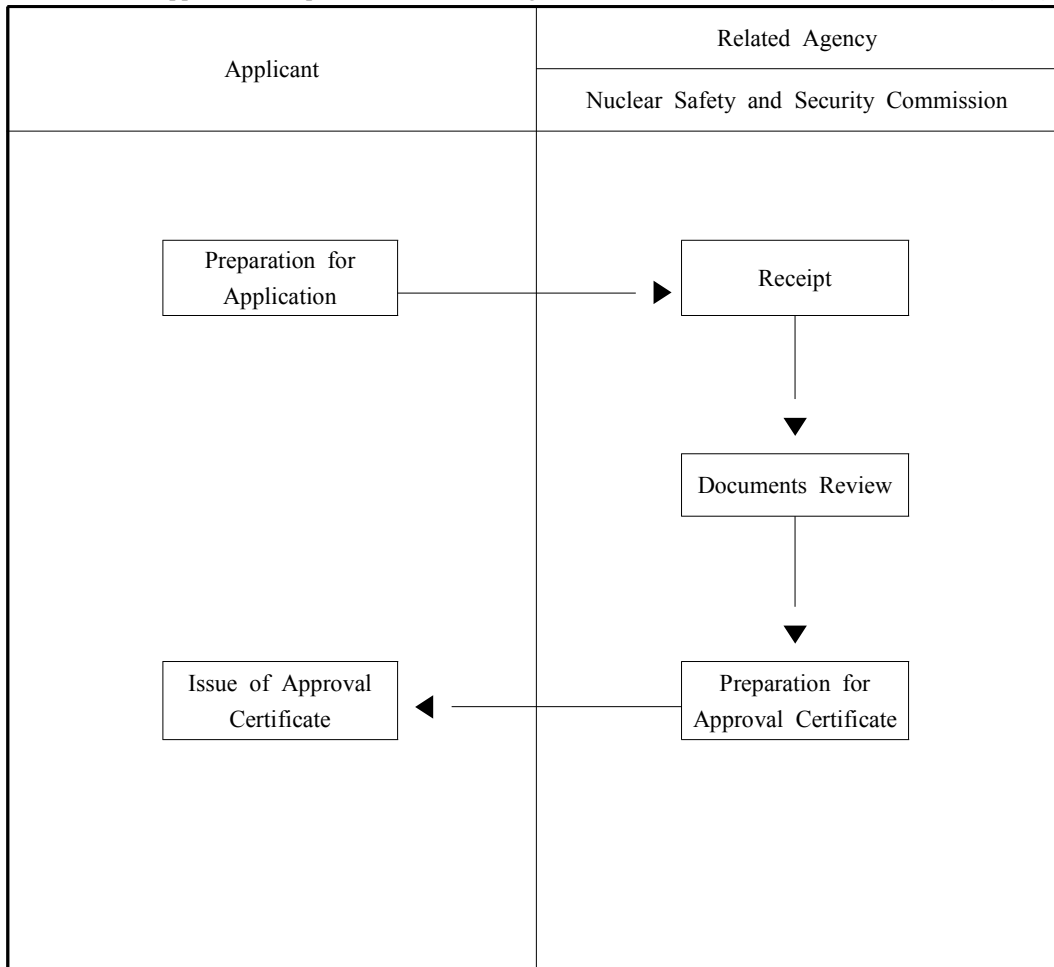 Applicant
Related Agency
Nuclear Safety and Security Commission
Preparation for
Application
Receipt
Documents Review
Issue of Approval
Certificate
Preparation for
Approval Certificate